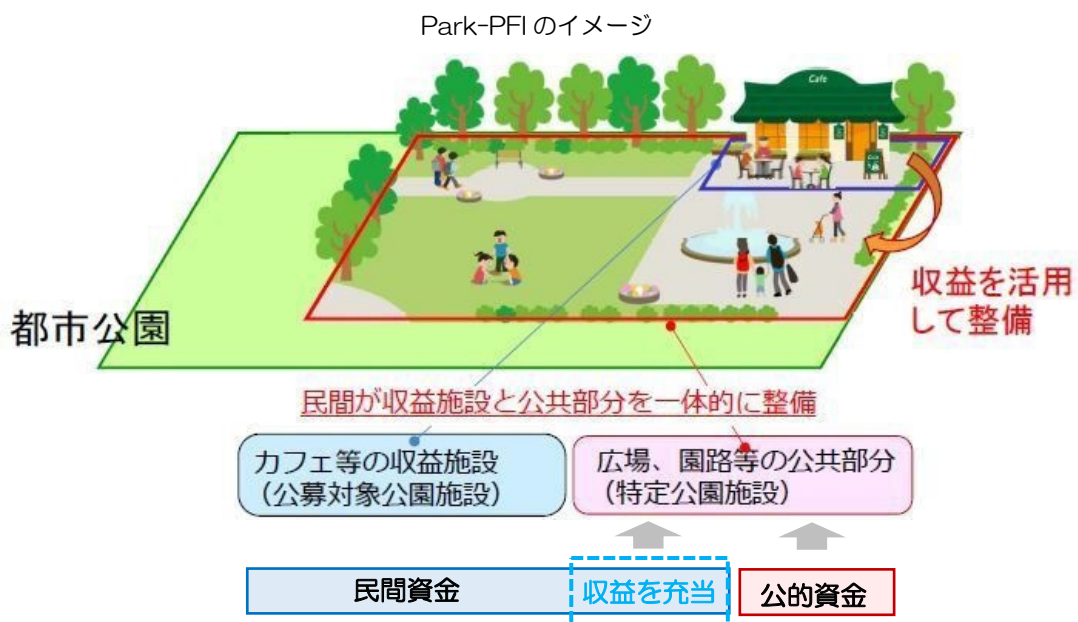 Park-PFIのイメージ
Cafe
Cafe
都市公園
収益を活用
して整備
民間が収益施設と公共部分を一体的に整備
カフェ等の収益施設
（公募対象公園施設）
広場、園路等の公共部分
（特定公園施設）
民間資金
収益を充当
公的資金